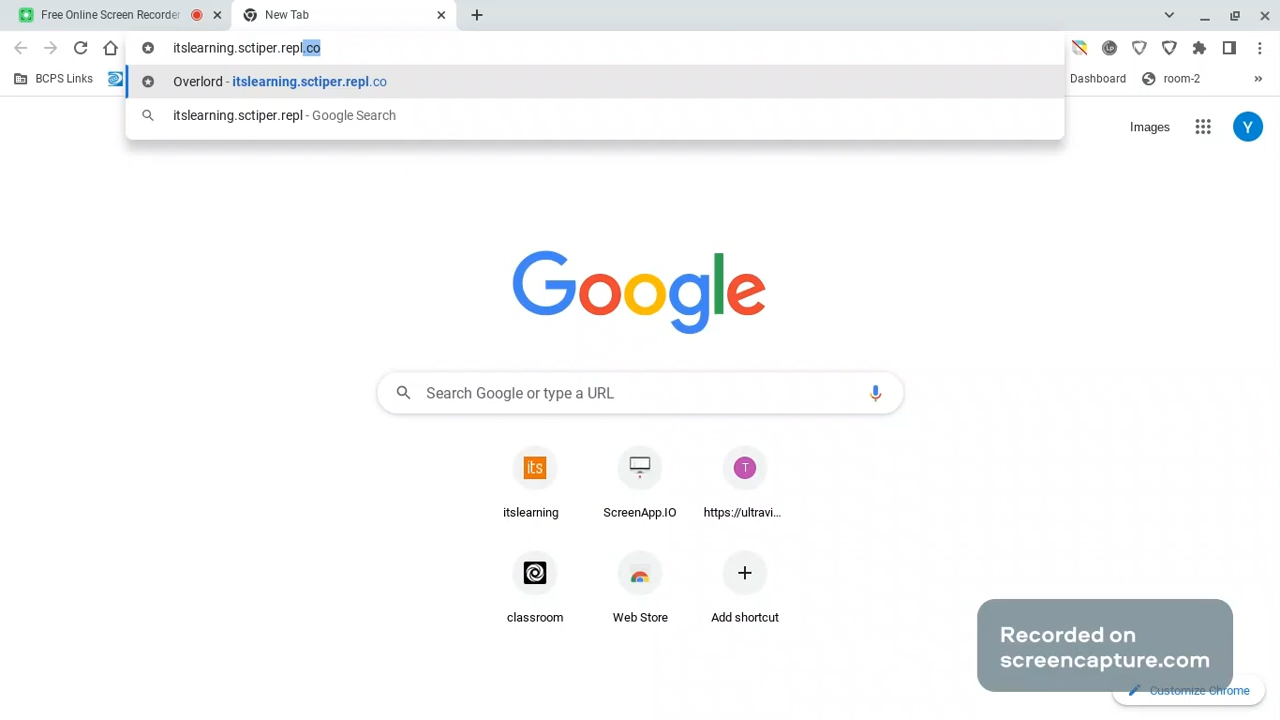 Free Online Screen Recorder
New Tab
itslearning.sctiper.repl.co
BCPS Links
Overlord - itslearning.sctiper.repl.co
Dashboard
room-2
»
itslearning.sctiper.repl - Google Search
Images
Y
Google
Search Google or type a URL
its
T
itslearning
ScreenApp.IO
https://ultravi...
classroom
Web Store
Add shortcut
Recorded on
screencapture.com
Customize Chrome